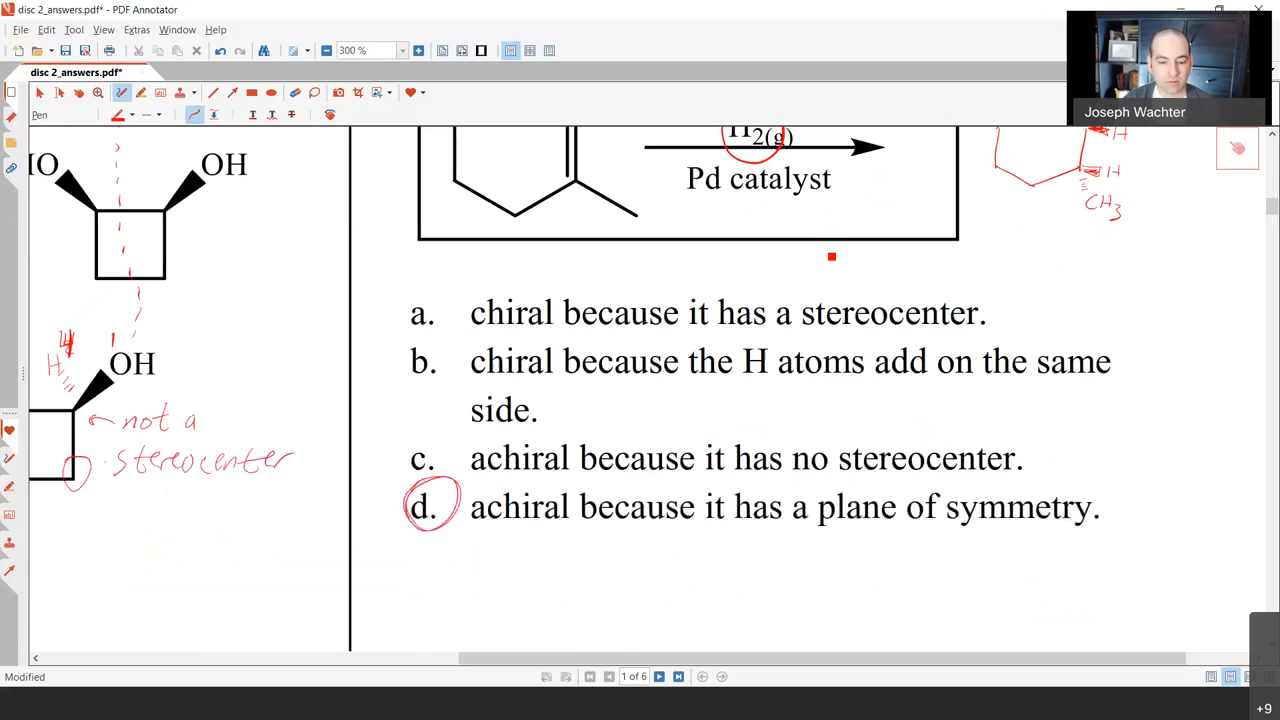 disc 2_answers.pdf* - PDF Annotator
File Edit Tool View Extras Window Help
300 %
disc 2_answers.pdf*
Pen
Joseph Wachter
HO
OH
H2(g)
Pd catalyst
H
H
CH3
a. chiral because it has a stereocenter.
b. chiral because the H atoms add on the same
side.
c. achiral because it has no stereocenter.
d. achiral because it has a plane of symmetry.
H
OH
not a
stereocenter
1 of 6
Modified
+9